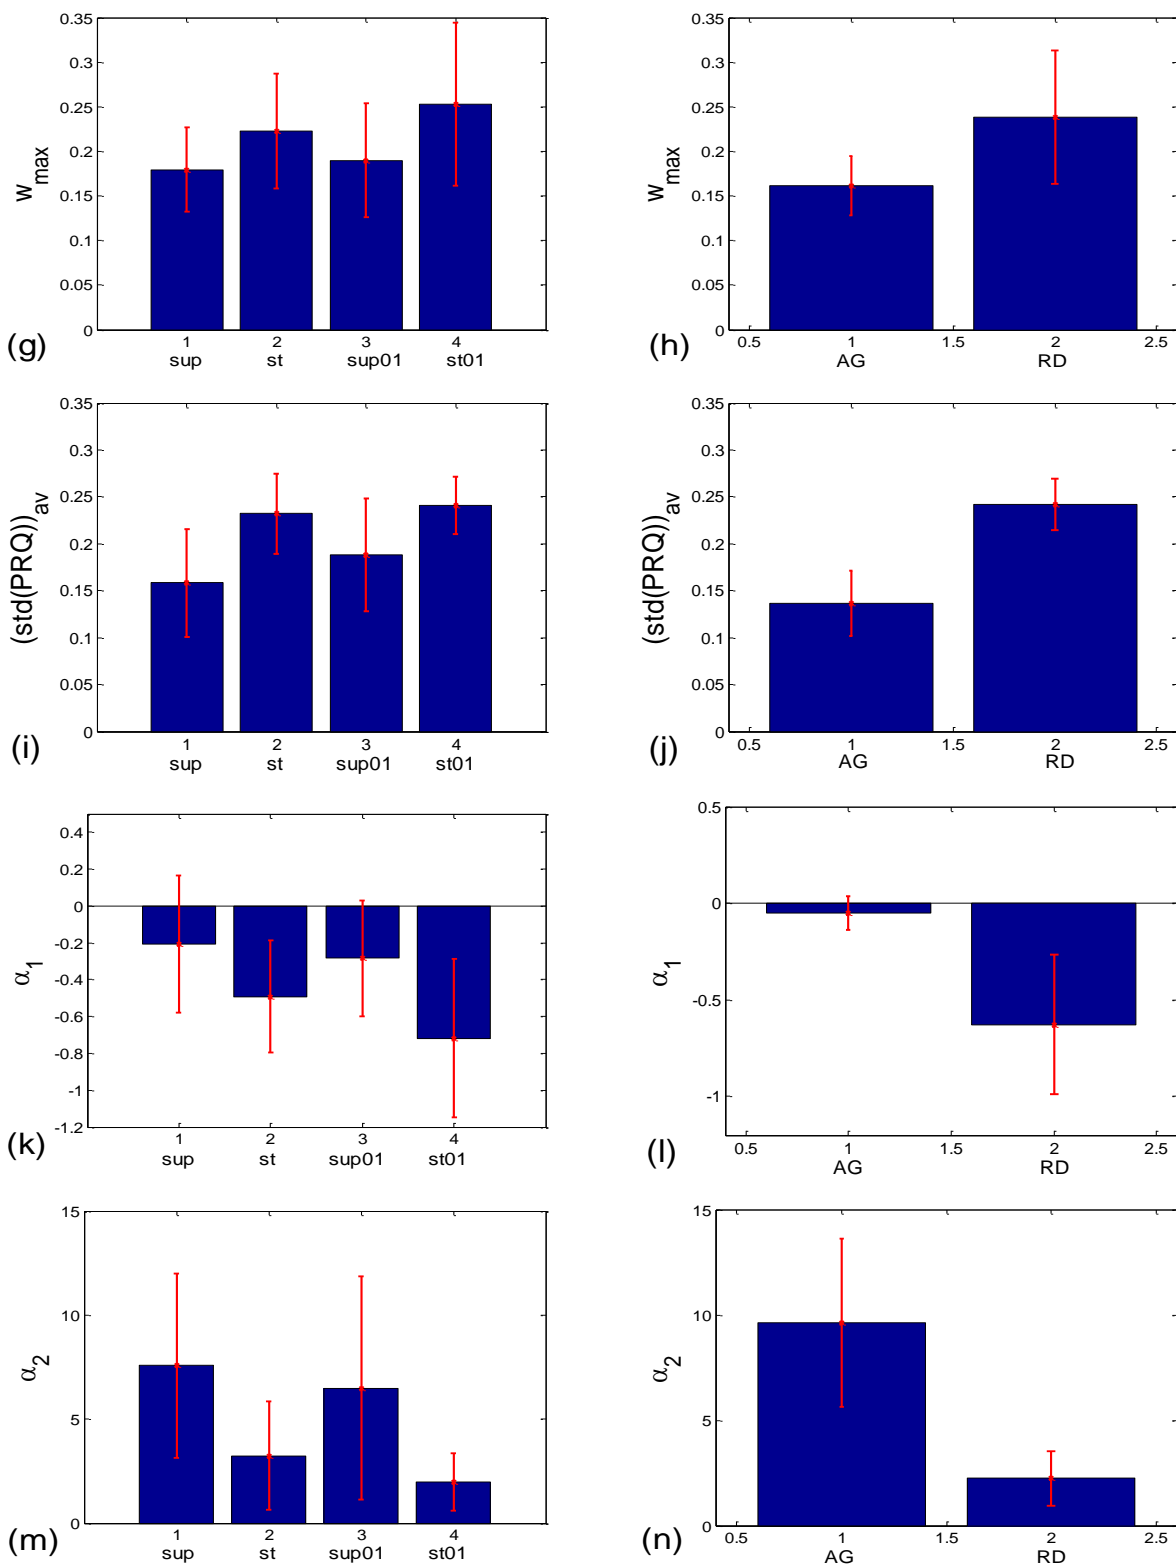 0.35
0.3
0.25
0.2
0.15
0.1
0.05
0
w_max
1 2 3 4
sup st sup01 st01
(g)
0.35
0.3
0.25
0.2
0.15
0.1
0.05
0
w_max
0.5 1 1.5 2 2.5
AG RD
(h)
0.35
0.3
0.25
0.2
0.15
0.1
0.05
0
(std(PRQ))_av
1 2 3 4
sup st sup01 st01
(i)
0.35
0.3
0.25
0.2
0.15
0.1
0.05
0
(std(PRQ))_av
0.5 1 1.5 2 2.5
AG RD
(j)
0.4
0.2
0
-0.2
-0.4
-0.6
-0.8
-1
-1.2
α_1
1 2 3 4
sup st sup01 st01
(k)
0.5
0
-0.5
-1
α_1
0.5 1 1.5 2 2.5
AG RD
(l)
15
10
5
0
α_2
1 2 3 4
sup st sup01 st01
(m)
15
10
5
0
α_2
0.5 1 1.5 2 2.5
AG RD
(n)